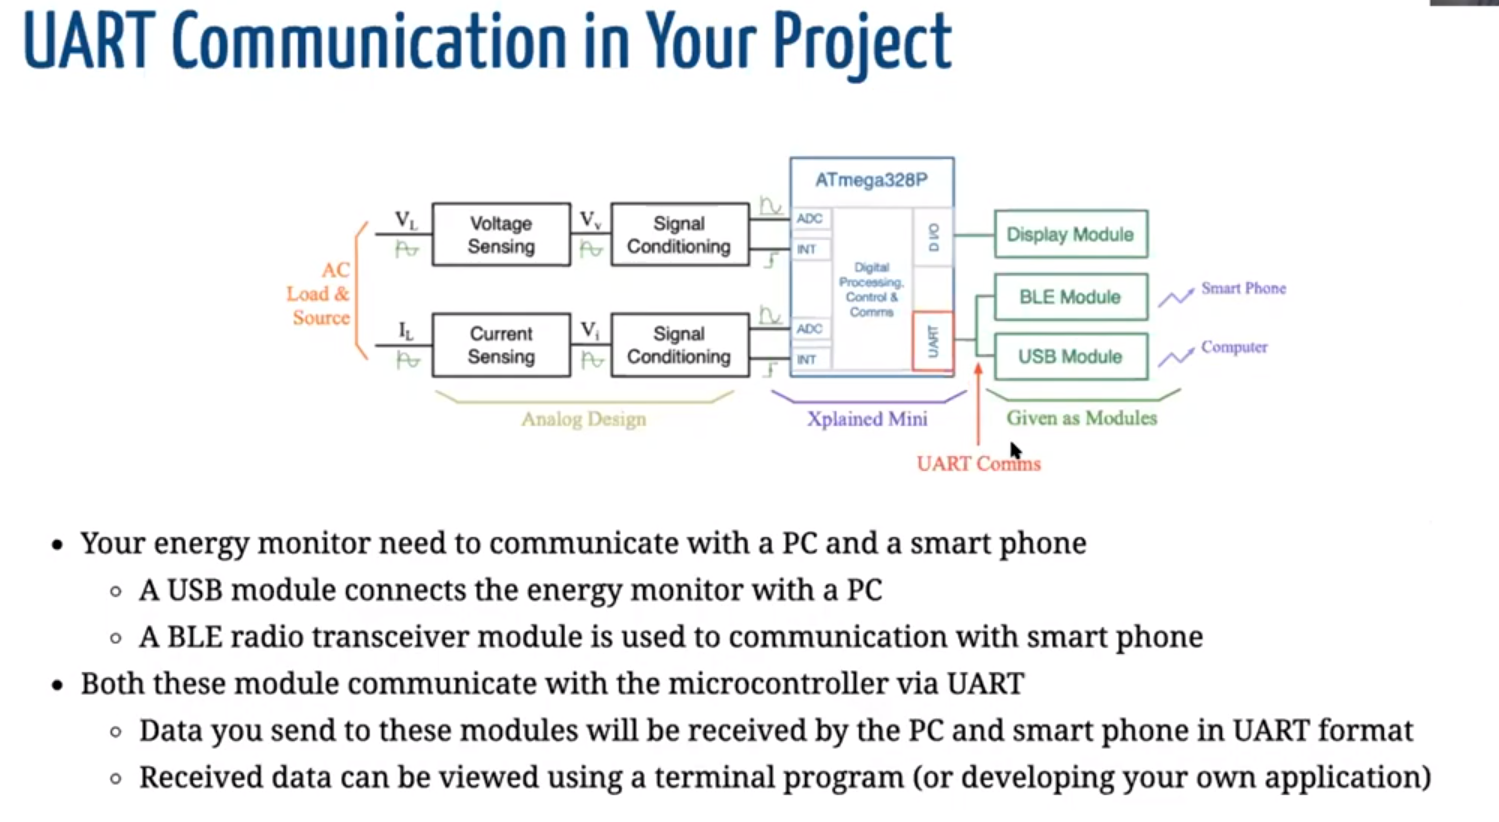 UART Communication in Your Project
ATmega328P
AC
Load &
Source
VL
Voltage
Sensing
Vv
Signal
Conditioning
ADC
INT
IL
Current
Sensing
Vi
Signal
Conditioning
ADC
INT
Digital
Processing,
Control &
Comms
D I/O
UART
Display Module
BLE Module
USB Module
Smart Phone
Computer
Analog Design
Xplained Mini
Given as Modules
UART Comms
• Your energy monitor need to communicate with a PC and a smart phone
◦ A USB module connects the energy monitor with a PC
◦ A BLE radio transceiver module is used to communication with smart phone
• Both these module communicate with the microcontroller via UART
◦ Data you send to these modules will be received by the PC and smart phone in UART format
◦ Received data can be viewed using a terminal program (or developing your own application)